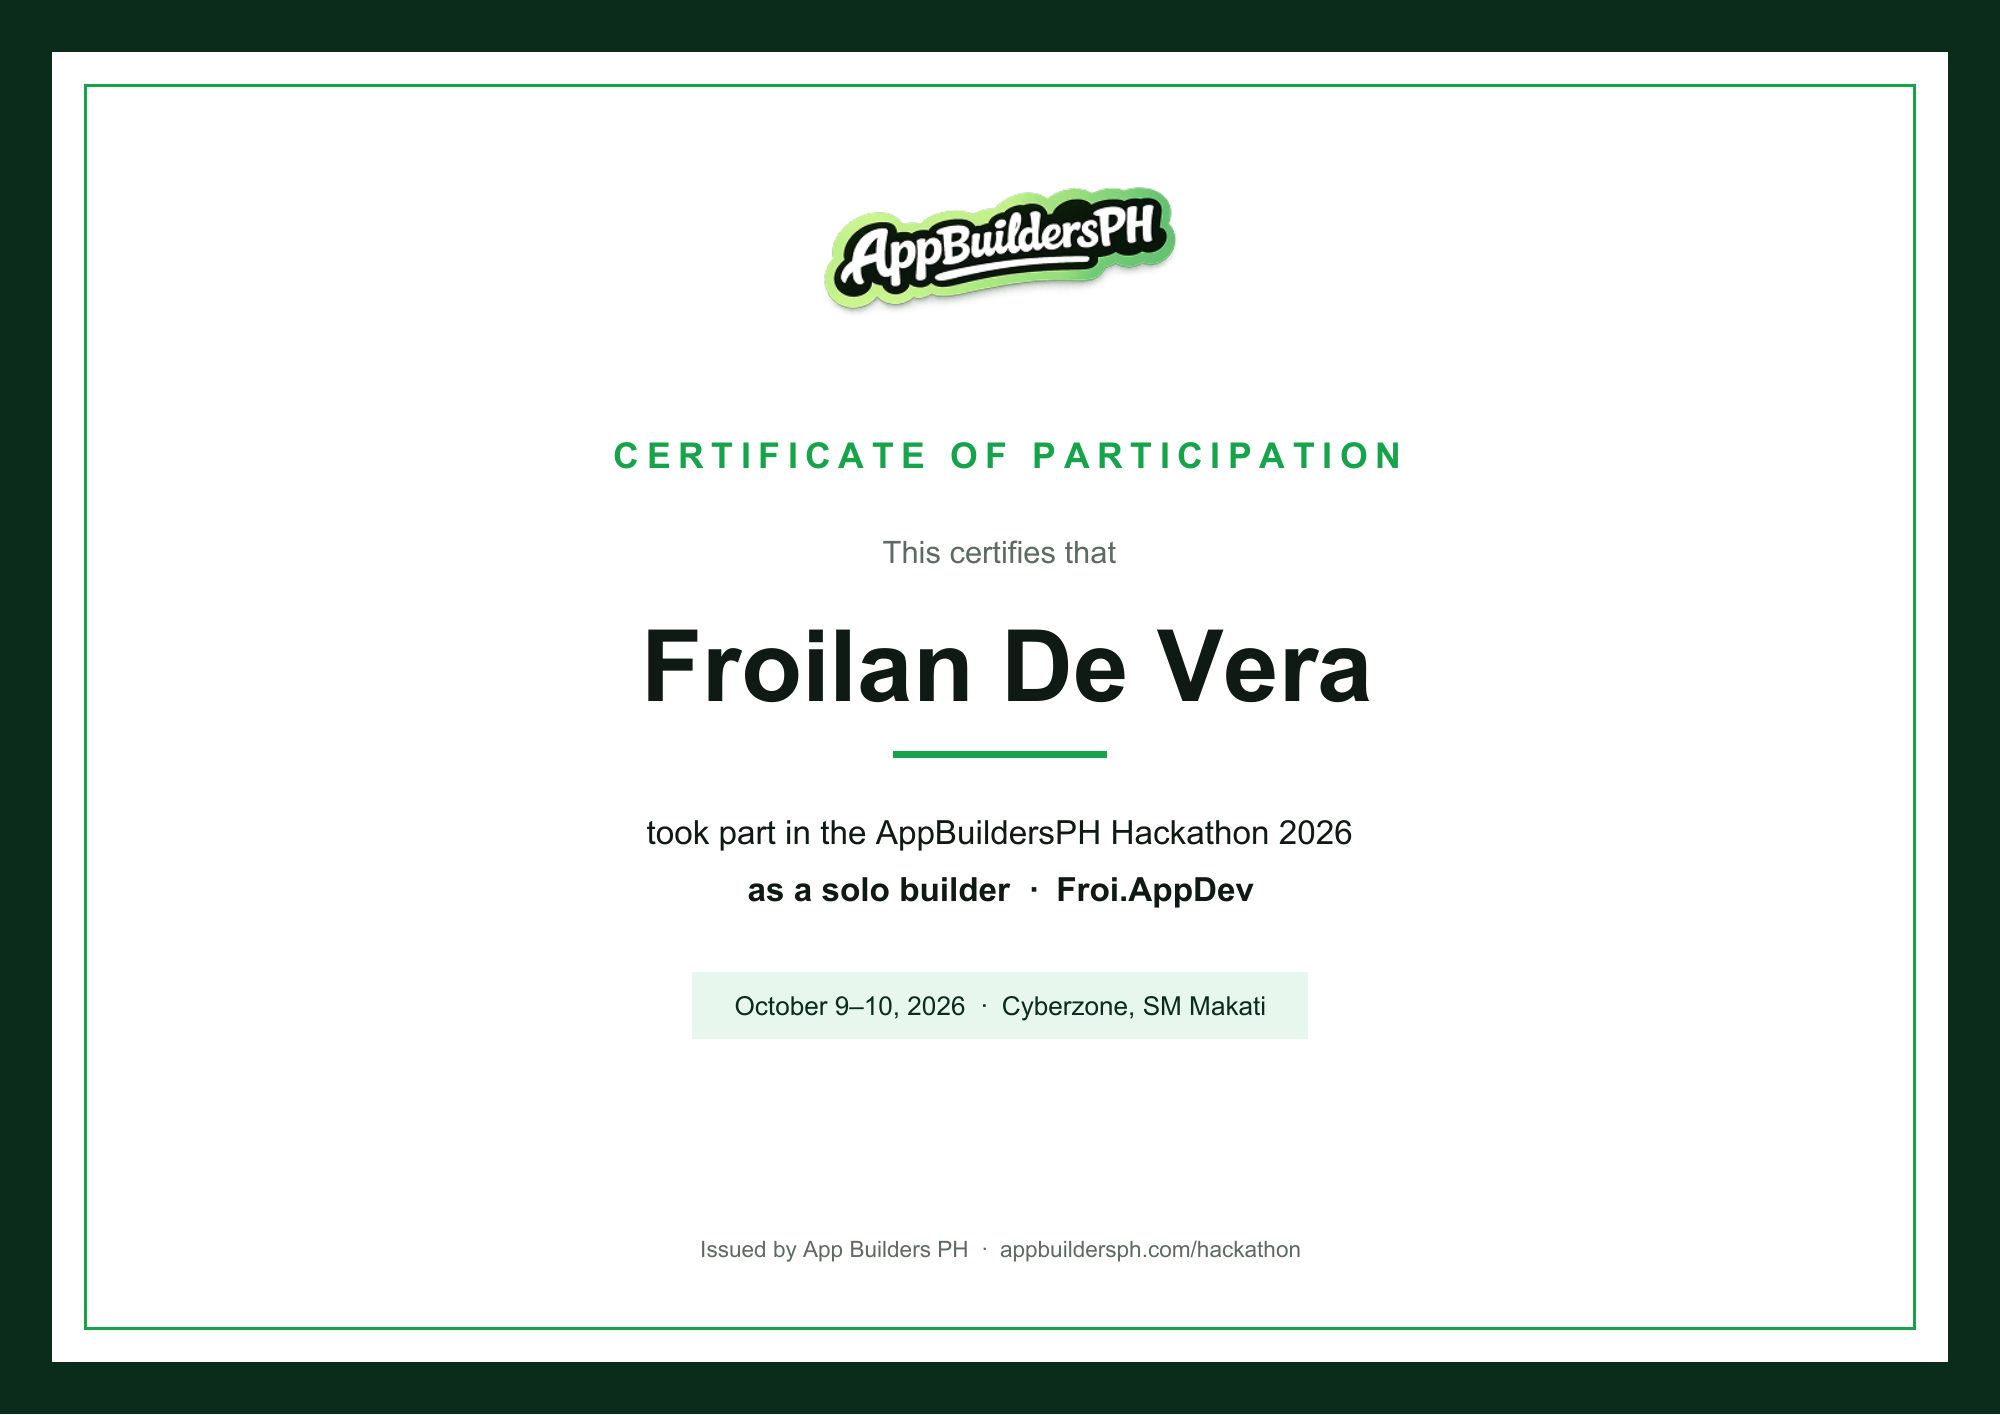 AppBuildersPH
CERTIFICATE OF PARTICIPATION
This certifies that
Froilan De Vera
took part in the AppBuildersPH Hackathon 2026
as a solo builder · Froi.AppDev
October 9–10, 2026 · Cyberzone, SM Makati
Issued by App Builders PH · appbuildersph.com/hackathon